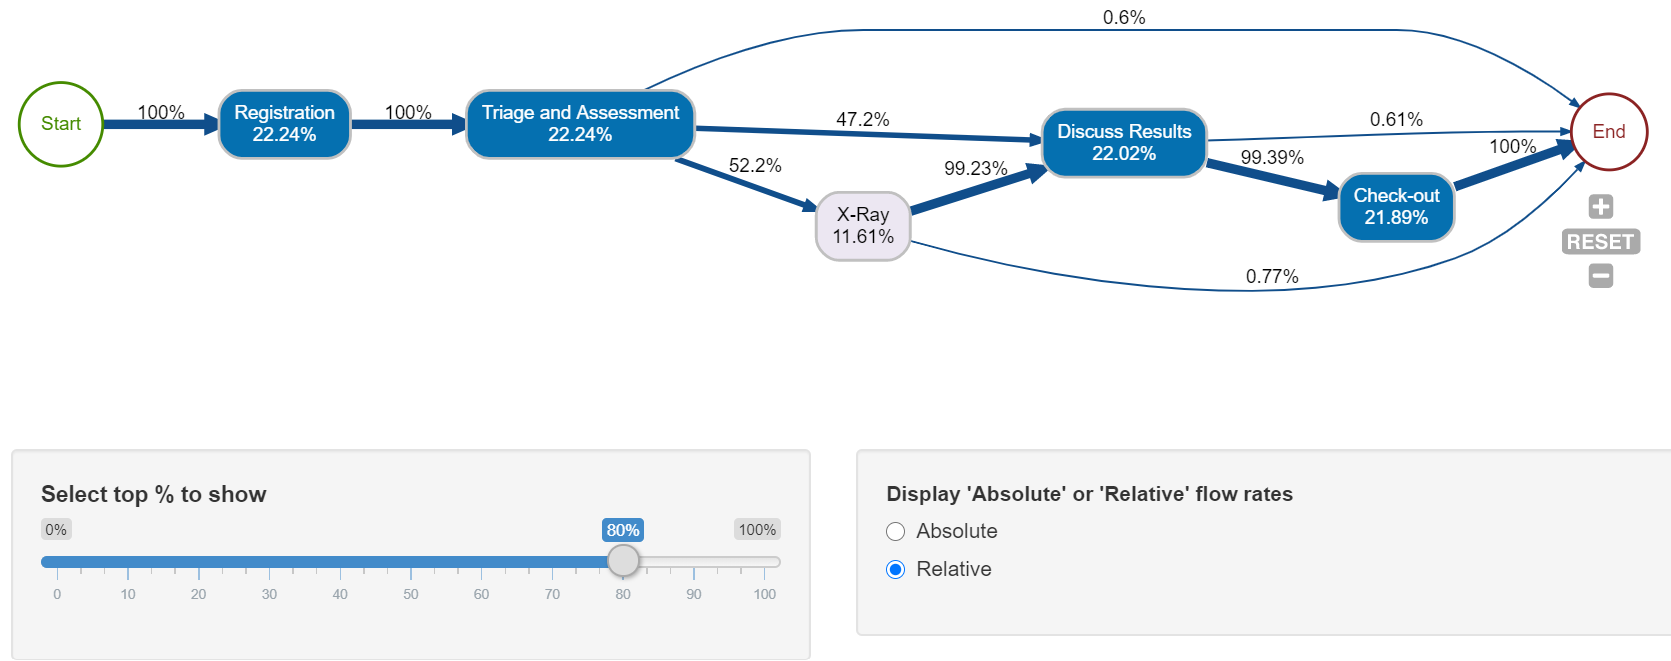 0.6%
Start
100%
Registration
22.24%
100%
Triage and Assessment
22.24%
47.2%
52.2%
X-Ray
11.61%
99.23%
Discuss Results
22.02%
0.61%
99.39%
Check-out
21.89%
100%
End
0.77%
RESET
Select top % to show
0%
80%
100%
0 10 20 30 40 50 60 70 80 90 100
Display 'Absolute' or 'Relative' flow rates
Absolute
Relative